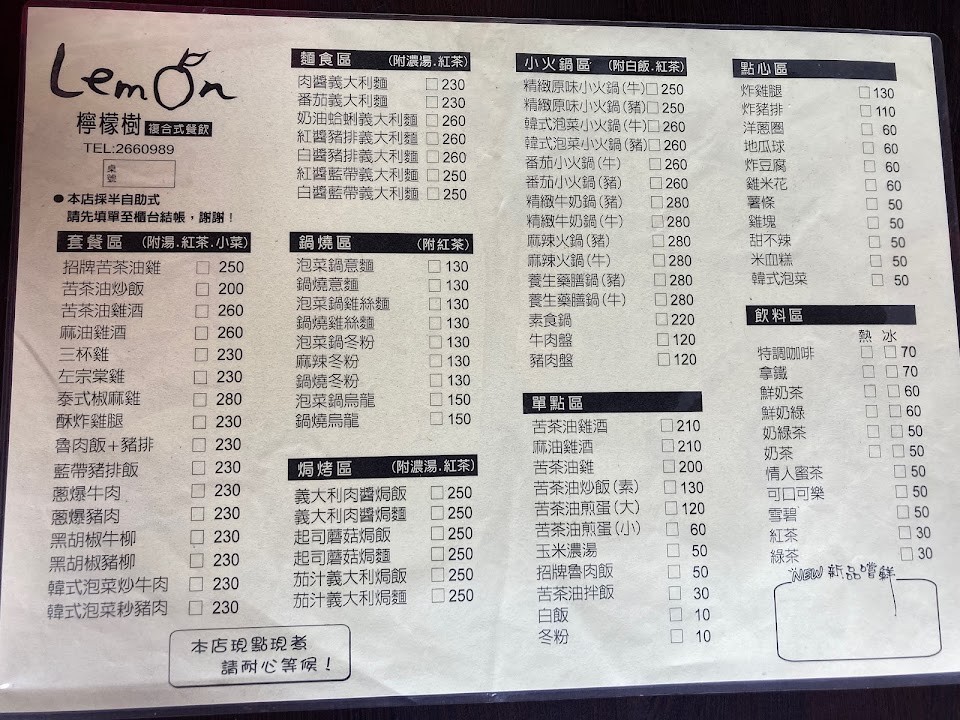 Lemon
檸檬樹 複合式餐飲
TEL:2660989
桌號
●本店採半自助式
請先填單至櫃台結帳，謝謝！
套餐區 (附湯.紅茶.小菜)
招牌苦茶油雞 □ 250
苦茶油炒飯 □ 200
苦茶油雞酒 □ 260
麻油雞酒 □ 260
三杯雞 □ 230
左宗棠雞 □ 230
泰式椒麻雞 □ 280
酥炸雞腿 □ 230
魯肉飯+豬排 □ 230
藍帶豬排飯 □ 230
蔥爆牛肉 □ 230
蔥爆豬肉 □ 230
黑胡椒牛柳 □ 230
黑胡椒豬柳 □ 230
韓式泡菜炒牛肉 □ 230
韓式泡菜秒豬肉 □ 230
本店現點現煮
請耐心等候！
麵食區 (附濃湯.紅茶)
肉醬義大利麵 □ 230
番茄義大利麵 □ 230
奶油蛤蜊義大利麵 □ 260
紅醬豬排義大利麵 □ 260
白醬豬排義大利麵 □ 260
紅醬藍帶義大利麵 □ 250
白醬藍帶義大利麵 □ 250
鍋燒區 (附紅茶)
泡菜鍋意麵 □ 130
鍋燒意麵 □ 130
泡菜鍋雞絲麵 □ 130
鍋燒雞絲麵 □ 130
泡菜鍋冬粉 □ 130
麻辣冬粉 □ 130
鍋燒冬粉 □ 130
泡菜鍋烏龍 □ 150
鍋燒烏龍 □ 150
焗烤區 (附濃湯.紅茶)
義大利肉醬焗飯 □ 250
義大利肉醬焗麵 □ 250
起司蘑菇焗飯 □ 250
起司蘑菇焗麵 □ 250
茄汁義大利焗飯 □ 250
茄汁義大利焗麵 □ 250
小火鍋區 (附白飯.紅茶)
精緻原味小火鍋(牛) □ 250
精緻原味小火鍋(豬) □ 250
韓式泡菜小火鍋(牛) □ 260
韓式泡菜小火鍋(豬) □ 260
番茄小火鍋(牛) □ 260
番茄小火鍋(豬) □ 260
精緻牛奶鍋(豬) □ 280
精緻牛奶鍋(牛) □ 280
麻辣火鍋(豬) □ 280
麻辣火鍋(牛) □ 280
養生藥膳鍋(豬) □ 280
養生藥膳鍋(牛) □ 280
素食鍋 □ 220
牛肉盤 □ 120
豬肉盤 □ 120
單點區
苦茶油雞酒 □ 210
麻油雞酒 □ 210
苦茶油雞 □ 200
苦茶油炒飯(素) □ 130
苦茶油煎蛋(大) □ 120
苦茶油煎蛋(小) □ 60
玉米濃湯 □ 50
招牌魯肉飯 □ 50
苦茶油拌飯 □ 30
白飯 □ 10
冬粉 □ 10
點心區
炸雞腿 □ 130
炸豬排 □ 110
洋蔥圈 □ 60
地瓜球 □ 60
炸豆腐 □ 60
雞米花 □ 60
薯條 □ 50
雞塊 □ 50
甜不辣 □ 50
米血糕 □ 50
韓式泡菜 □ 50
飲料區
熱 冰
特調咖啡 □ □ 70
拿鐵 □ □ 70
鮮奶茶 □ □ 60
鮮奶綠 □ □ 60
奶綠茶 □ □ 50
奶茶 □ □ 50
情人蜜茶 □ 50
可口可樂 □ 50
雪碧 □ 50
紅茶 □ 30
綠茶 □ 30
NEW 新品嚐鮮